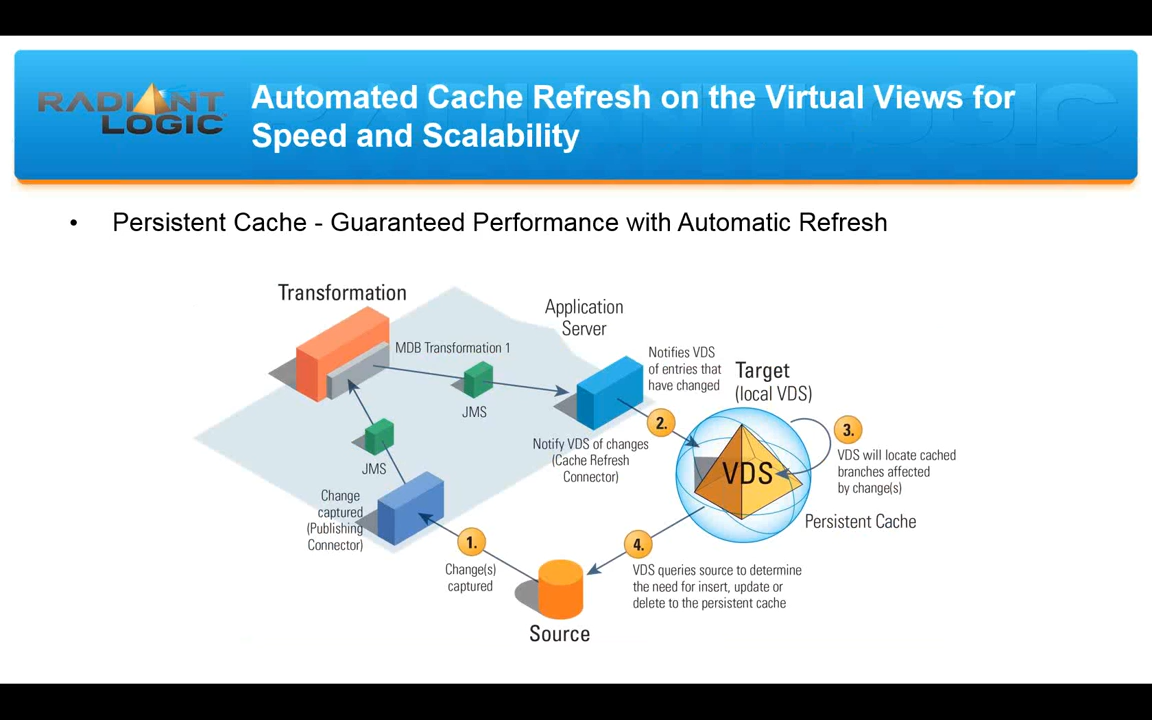 RADIANT
LOGIC
Automated Cache Refresh on the Virtual Views for
Speed and Scalability
• Persistent Cache - Guaranteed Performance with Automatic Refresh
Transformation
MDB Transformation 1
JMS
JMS
Application
Server
Notify VDS of changes
(Cache Refresh
Connector)
Notifies VDS
of entries that
have changed
2.
Target
(local VDS)
VDS
3.
VDS will locate cached
branches affected
by change(s)
Persistent Cache
Change
captured
(Publishing
Connector)
1.
Change(s)
captured
4.
VDS queries source to determine
the need for insert, update or
delete to the persistent cache
Source